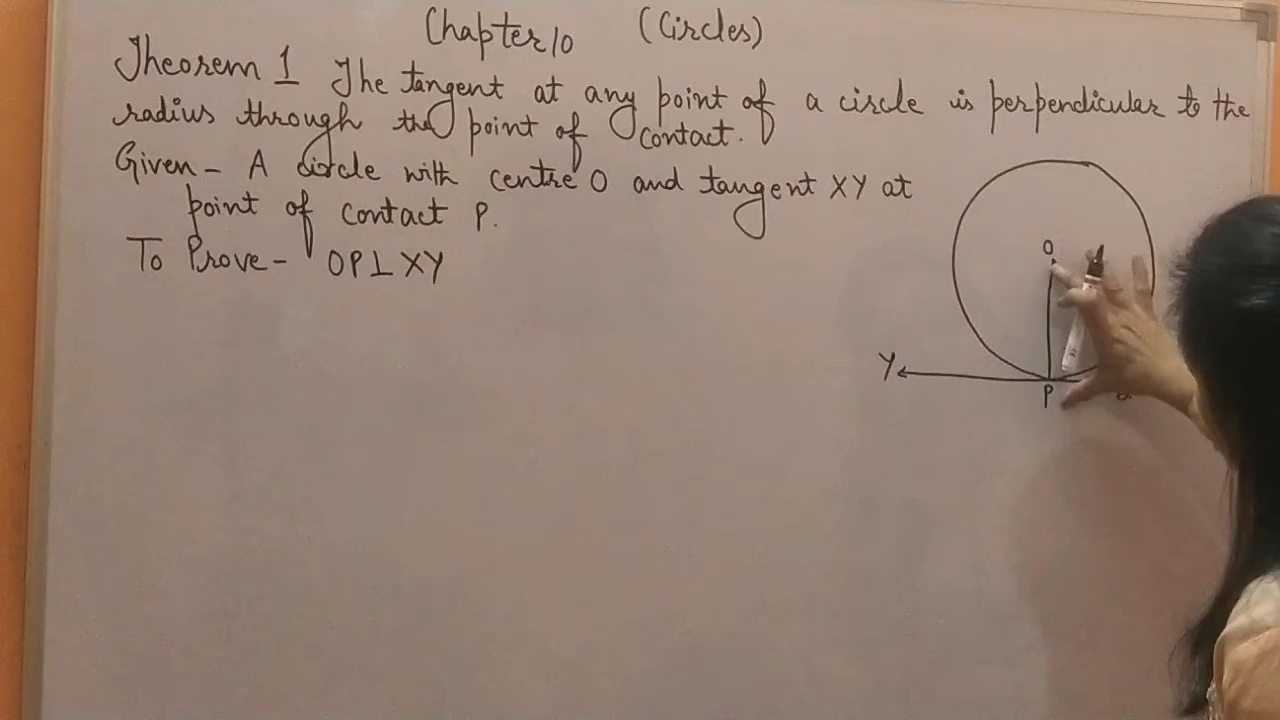 Chapter 10 (Circles)
Theorem 1 The tangent at any point of a circle is perpendicular to the
radius through the point of contact.
Given - A circle with centre O and tangent XY at
point of contact P.
To Prove - OP⊥XY
O
Y
P